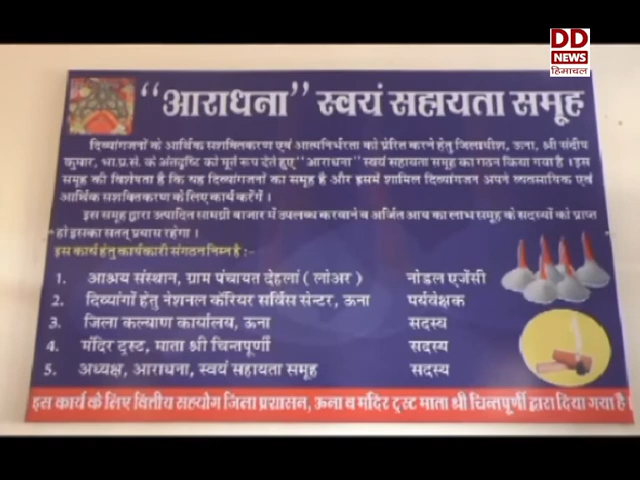 DD
NEWS
हिमाचल
“आराधना” स्वयं सहायता समूह
दिव्यांगजनों के आर्थिक सशक्तिकरण एवं आत्मनिर्भरता को प्रेरित करने हेतु जिलाधीश, ऊना, श्री संदीप
कुमार, भा.प्र.सं. के अंतदृष्टि को मूर्त रूप देते हुए "आराधना" स्वयं सहायता समूह का गठन किया गया है। इस
समूह की विशेषता है कि यह दिव्यांगजनों का समूह है और इसमें शामिल दिव्यांगजन अपने व्यवसायिक एवं
आर्थिक सशक्तिकरण के लिए कार्य करेंगें।
इस समूह द्वारा उत्पादित सामग्री बाजार में उपलब्ध करवाने व अर्जित आय का लाभ समूह के सदस्यों को प्राप्त
हो इसका सतत् प्रयास रहेगा।
इस कार्य हेतु कार्यकारी संगठन निम्न है :-
1. आश्रय संस्थान, ग्राम पंचायत देहलां ( लोअर ) नोडल एजेंसी
2. दिव्यांगों हेतु नेशनल कॅरियर सर्विस सेन्टर, ऊना पर्यवेक्षक
3. जिला कल्याण कार्यालय, ऊना सदस्य
4. मंदिर ट्रस्ट, माता श्री चिन्तपूर्णी सदस्य
5. अध्यक्ष, आराधना, स्वयं सहायता समूह सदस्य
इस कार्य के लिए वित्तीय सहयोग जिला प्रशासन, ऊना व मंदिर ट्रस्ट माता श्री चिन्तपूर्णी द्वारा दिया गया है।